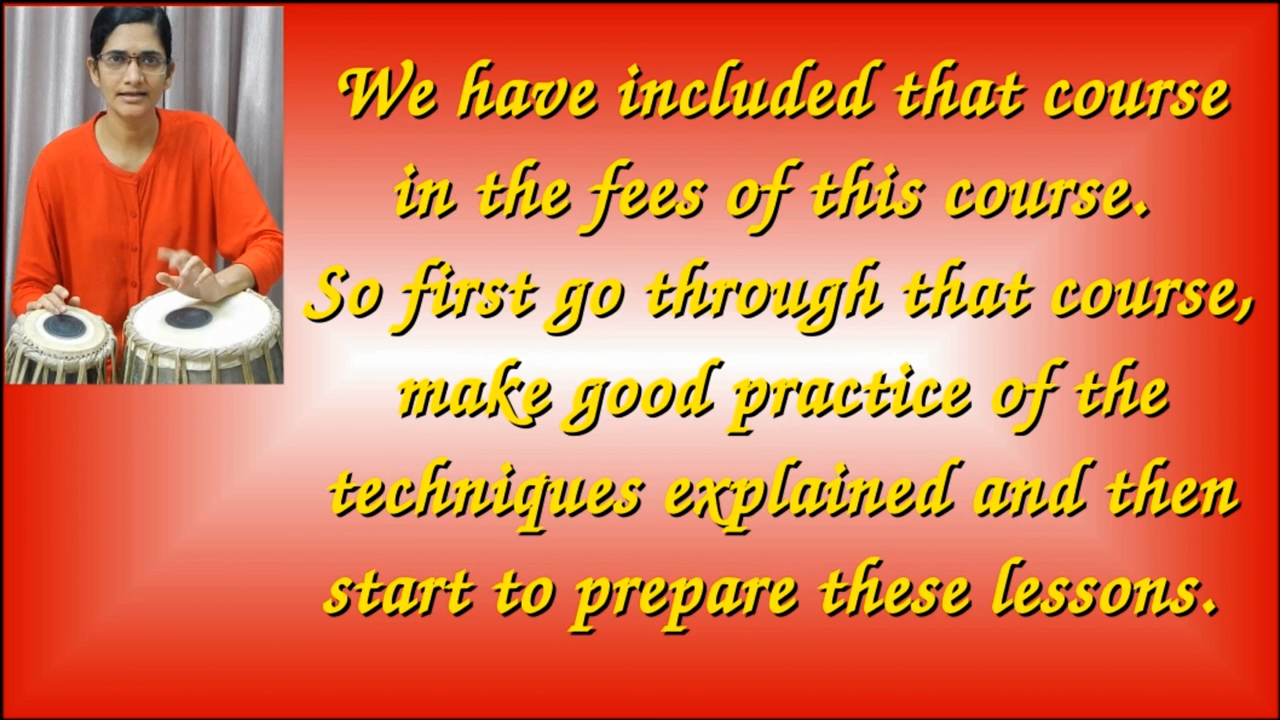 We have included that course
in the fees of this course.
So first go through that course,
make good practice of the
techniques explained and then
start to prepare these lessons.